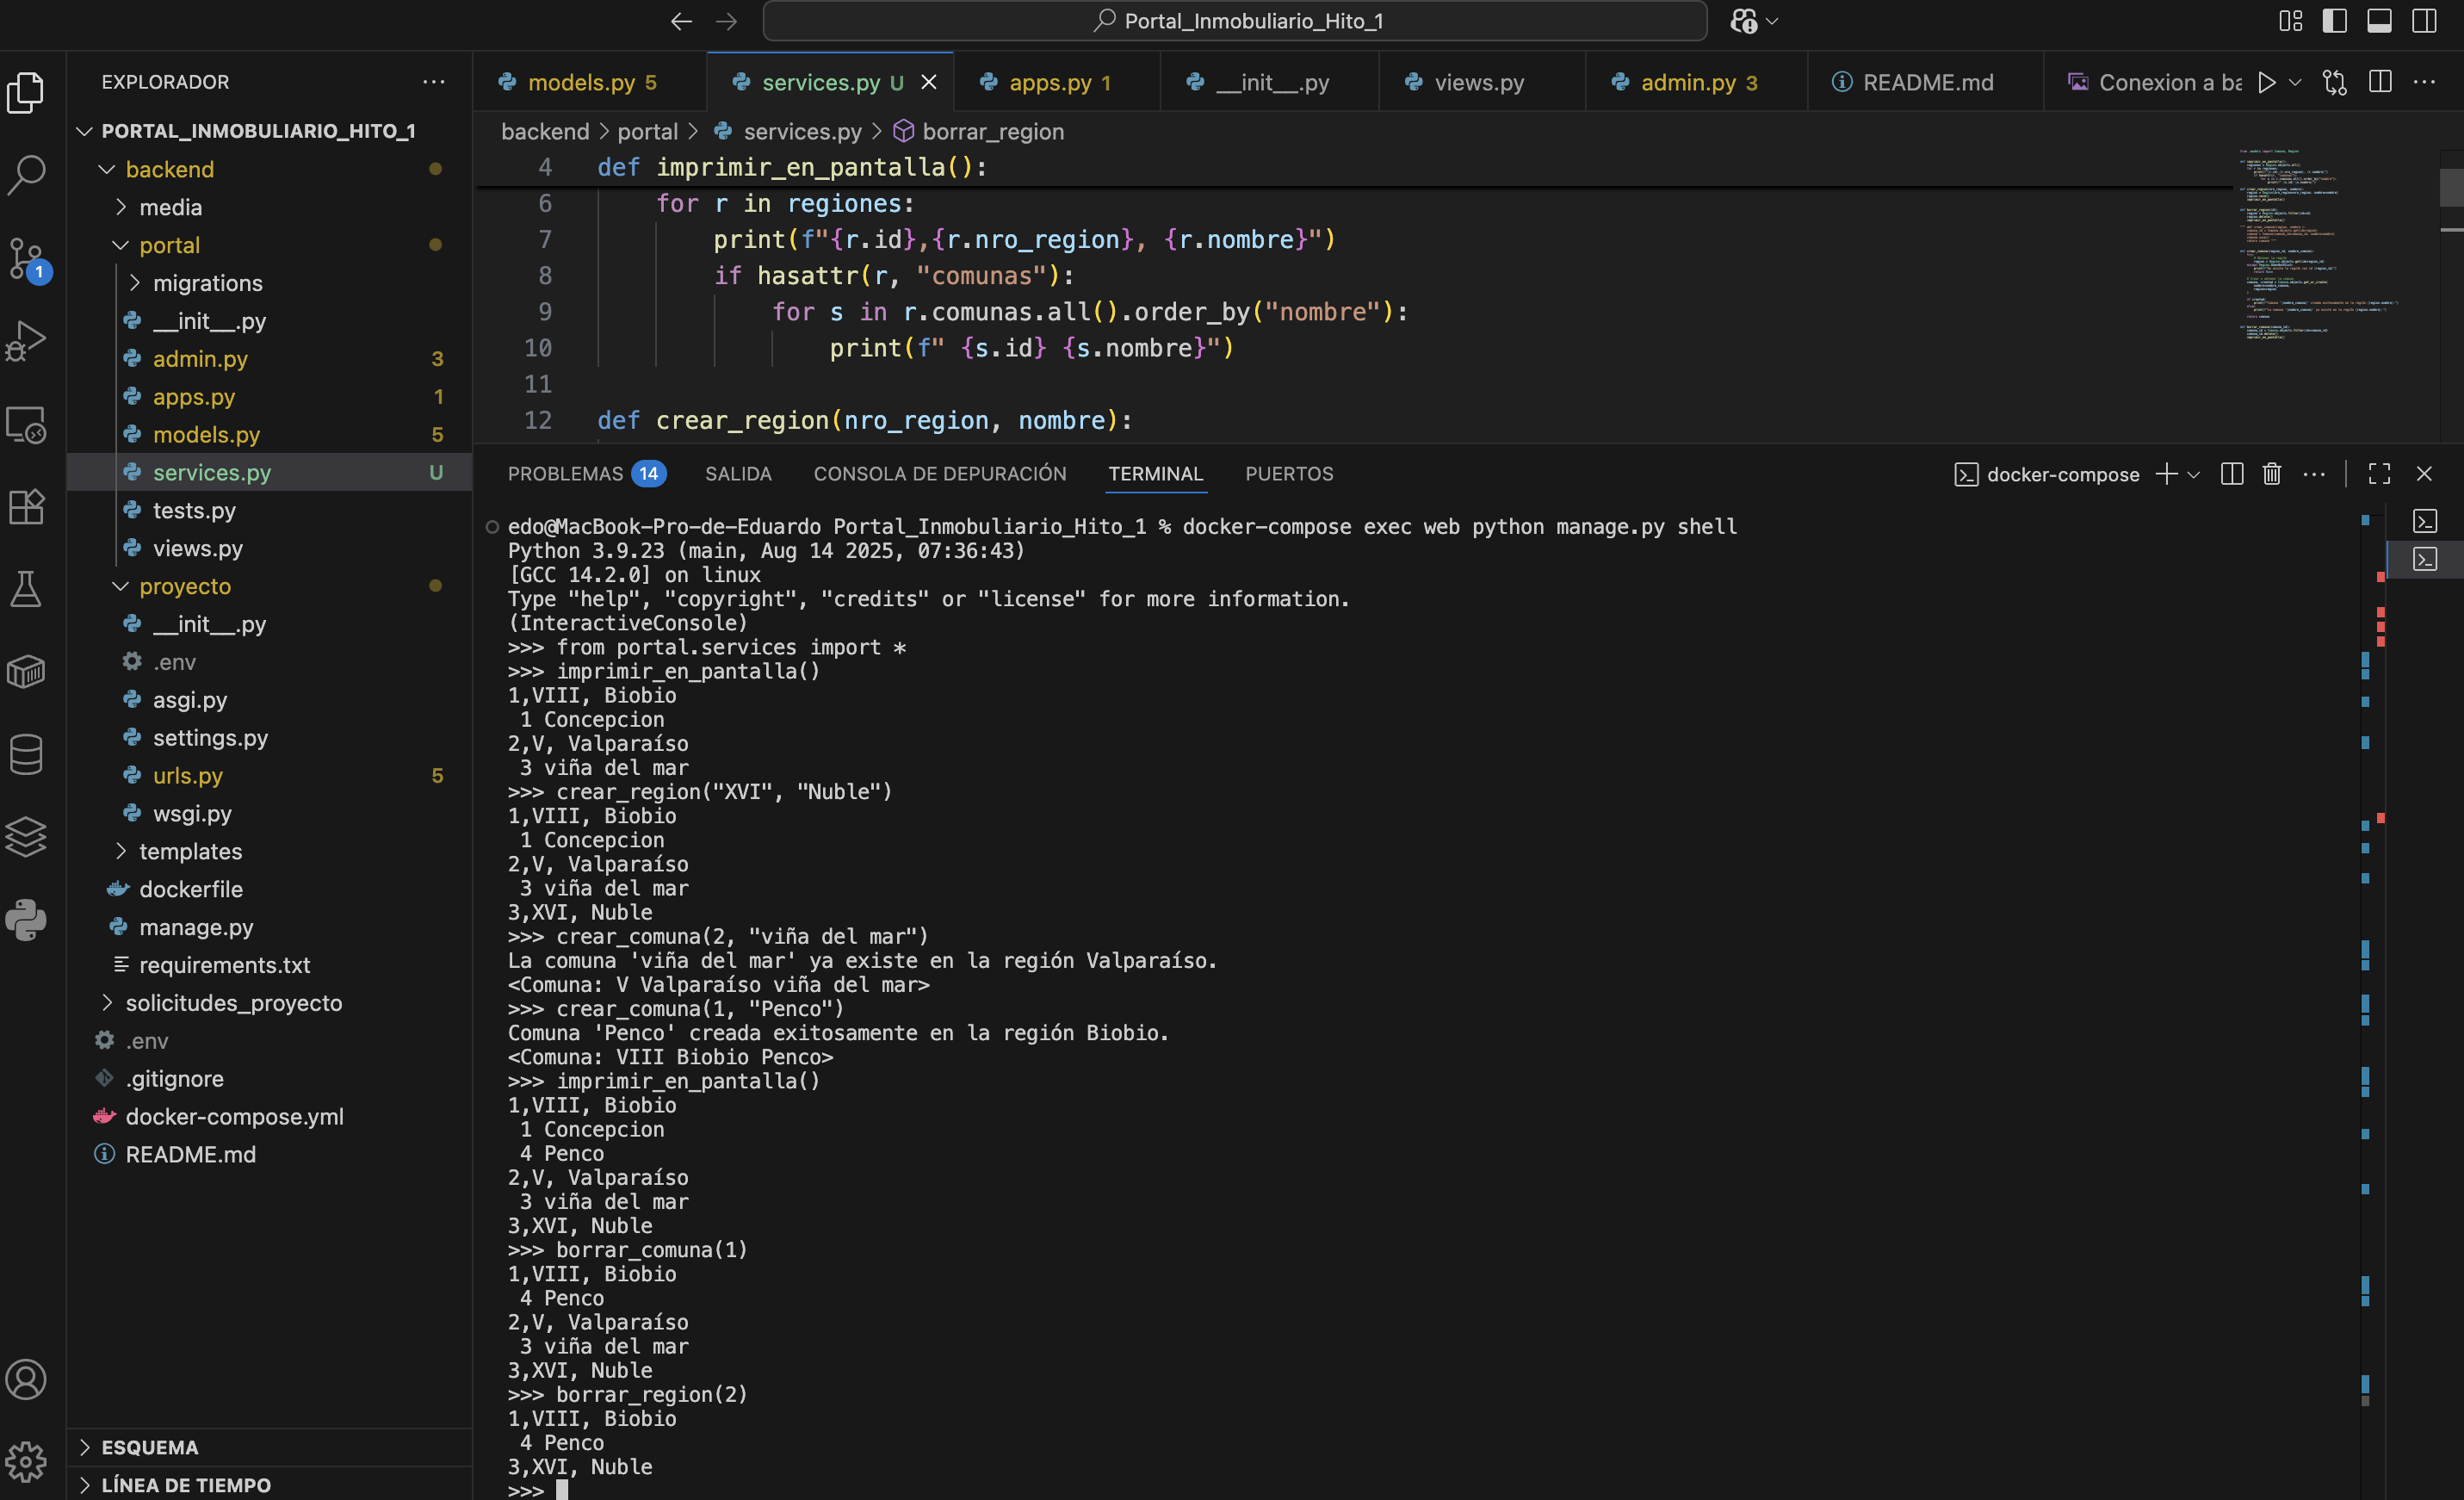 Portal_Inmobuliario_Hito_1
EXPLORADOR
PORTAL_INMOBULIARIO_HITO_1
backend
media
portal
migrations
__init__.py
admin.py 3
apps.py 1
models.py 5
services.py U
tests.py
views.py
proyecto
__init__.py
.env
asgi.py
settings.py
urls.py 5
wsgi.py
templates
dockerfile
manage.py
requirements.txt
solicitudes_proyecto
.env
.gitignore
docker-compose.yml
README.md
ESQUEMA
LÍNEA DE TIEMPO
1
models.py 5
services.py U
apps.py 1
__init__.py
views.py
admin.py 3
README.md
Conexion a ba
backend > portal > services.py > borrar_region
4 def imprimir_en_pantalla():
6 for r in regiones:
7 print(f"{r.id},{r.nro_region}, {r.nombre}")
8 if hasattr(r, "comunas"):
9 for s in r.comunas.all().order_by("nombre"):
10 print(f" {s.id} {s.nombre}")
11
12 def crear_region(nro_region, nombre):
PROBLEMAS 14 SALIDA CONSOLA DE DEPURACIÓN TERMINAL PUERTOS
docker-compose
edo@MacBook-Pro-de-Eduardo Portal_Inmobuliario_Hito_1 % docker-compose exec web python manage.py shell
Python 3.9.23 (main, Aug 14 2025, 07:36:43)
[GCC 14.2.0] on linux
Type "help", "copyright", "credits" or "license" for more information.
(InteractiveConsole)
>>> from portal.services import *
>>> imprimir_en_pantalla()
1,VIII, Biobio
1 Concepcion
2,V, Valparaíso
3 viña del mar
>>> crear_region("XVI", "Nuble")
1,VIII, Biobio
1 Concepcion
2,V, Valparaíso
3 viña del mar
3,XVI, Nuble
>>> crear_comuna(2, "viña del mar")
La comuna 'viña del mar' ya existe en la región Valparaíso.
<Comuna: V Valparaíso viña del mar>
>>> crear_comuna(1, "Penco")
Comuna 'Penco' creada exitosamente en la región Biobio.
<Comuna: VIII Biobio Penco>
>>> imprimir_en_pantalla()
1,VIII, Biobio
1 Concepcion
4 Penco
2,V, Valparaíso
3 viña del mar
3,XVI, Nuble
>>> borrar_comuna(1)
1,VIII, Biobio
4 Penco
2,V, Valparaíso
3 viña del mar
3,XVI, Nuble
>>> borrar_region(2)
1,VIII, Biobio
4 Penco
3,XVI, Nuble
>>>